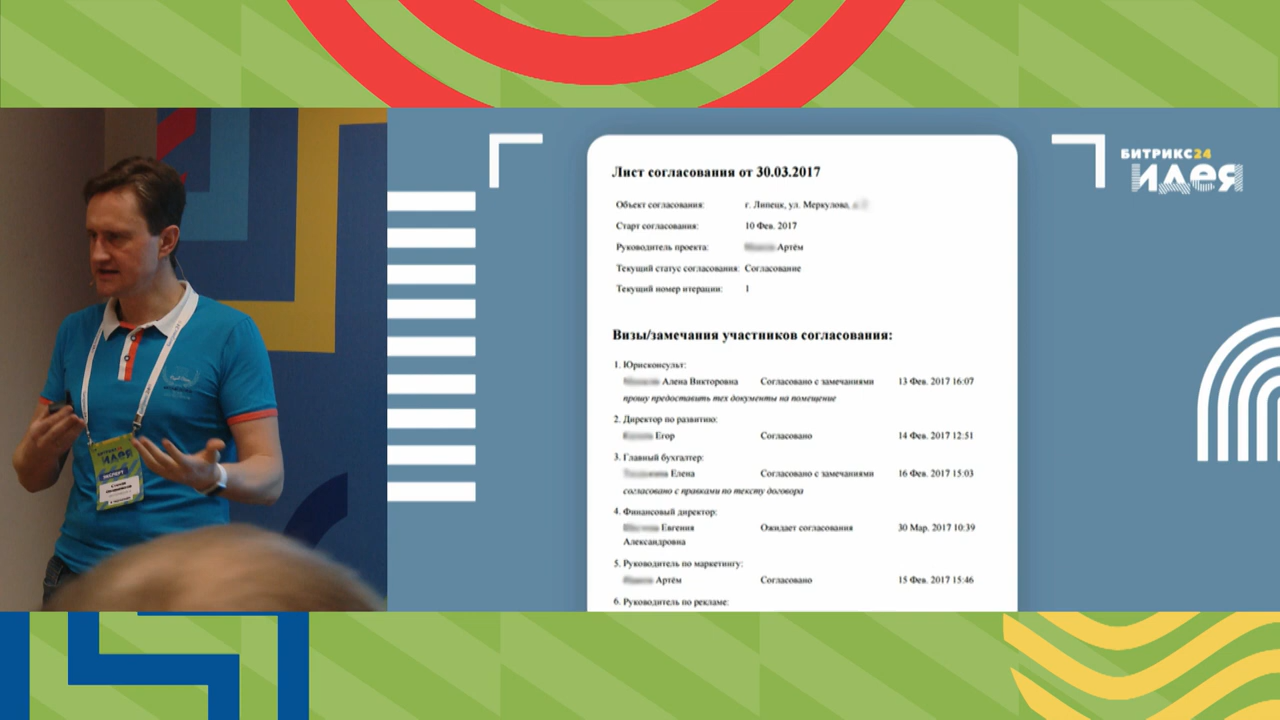 БИТРИКС24
идея
ЭКСПЕРТ
БИТРИКС24
идея
Лист согласования от 30.03.2017
Объект согласования: г. Липецк, ул. Меркулова,
Старт согласования: 10 Фев. 2017
Руководитель проекта: Артём
Текущий статус согласования: Согласование
Текущий номер итерации: 1
Визы/замечания участников согласования:
1. Юрисконсульт:
Алена Викторовна Согласовано с замечаниями 13 Фев. 2017 16:07
прошу предоставить тех документы на помещение
2. Директор по развитию:
Егор Согласовано 14 Фев. 2017 12:51
3. Главный бухгалтер:
Елена Согласовано с замечаниями 16 Фев. 2017 15:03
согласовано с правками по тексту договора
4. Финансовый директор:
Евгения Ожидает согласования 30 Мар. 2017 10:39
Александровна
5. Руководитель по маркетингу:
Артём Согласовано 15 Фев. 2017 15:46
6. Руководитель по рекламе: